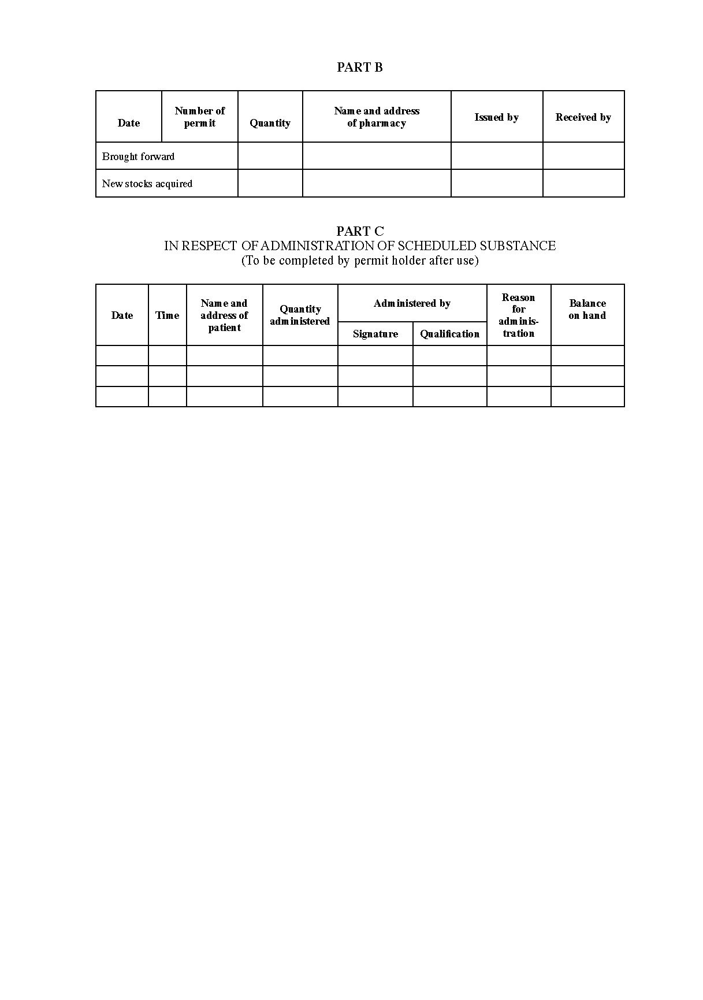 PART B
Date
Number of
permit
Quantity
Name and address
of pharmacy
Issued by
Received by
Brought forward
New stocks acquired
PART C
IN RESPECT OF ADMINISTRATION OF SCHEDULED SUBSTANCE
(To be completed by permit holder after use)
Date
Time
Name and
address of
patient
Quantity
administered
Administered by
Signature
Qualification
Reason
for
adminis-
tration
Balance
on hand